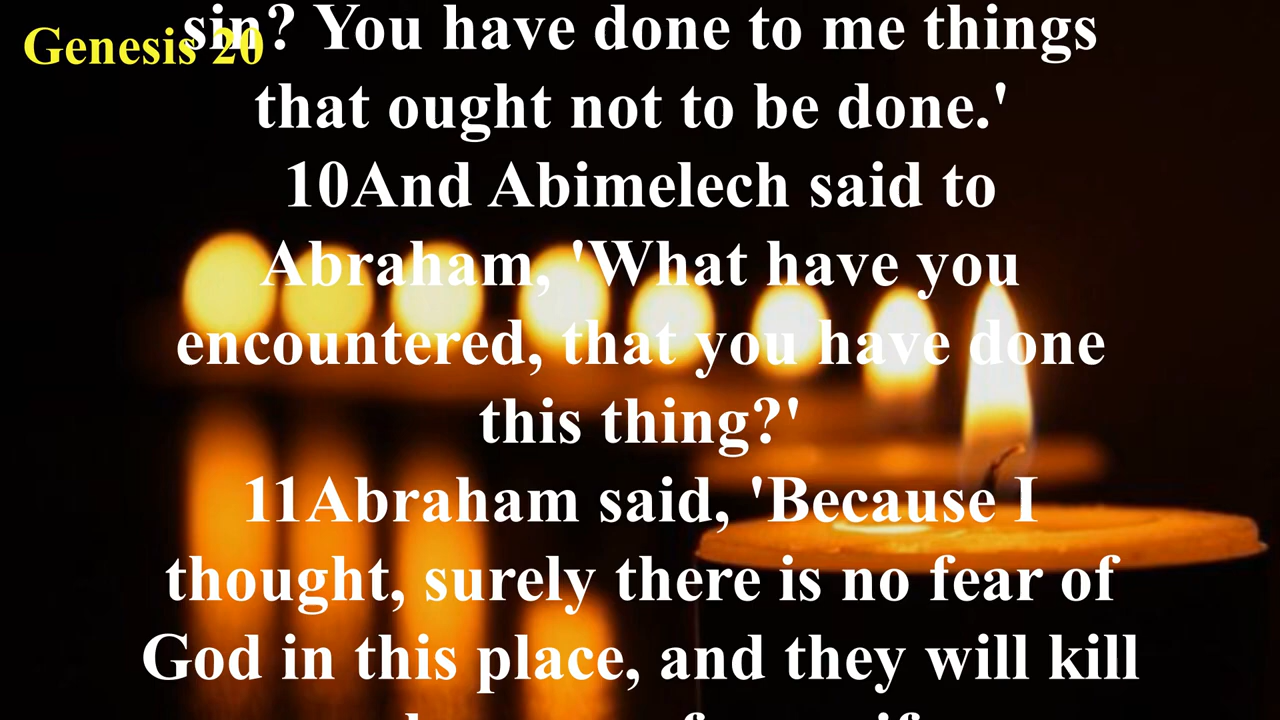 Genesis 20
sin? You have done to me things
that ought not to be done.'
10And Abimelech said to
Abraham, 'What have you
encountered, that you have done
this thing?'
11Abraham said, 'Because I
thought, surely there is no fear of
God in this place, and they will kill